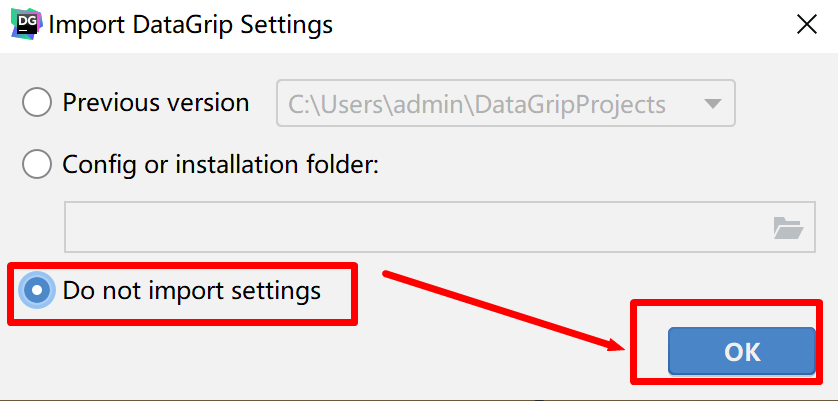 DG Import DataGrip Settings
Previous version C:\Users\admin\DataGripProjects
Config or installation folder:
Do not import settings
OK